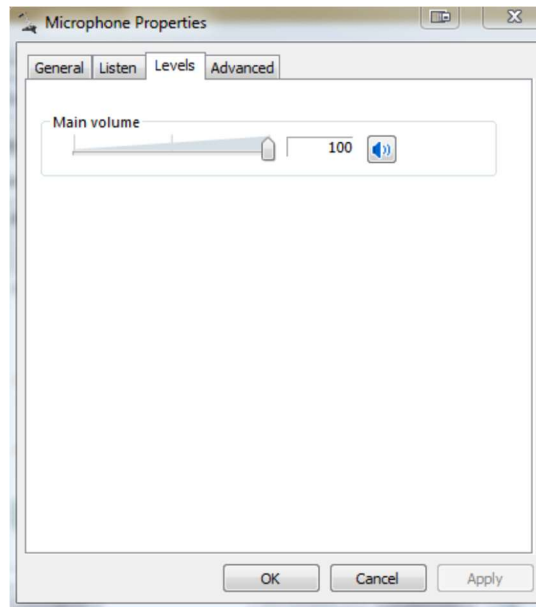 Microphone Properties
General Listen Levels Advanced
Main volume
100
OK Cancel Apply